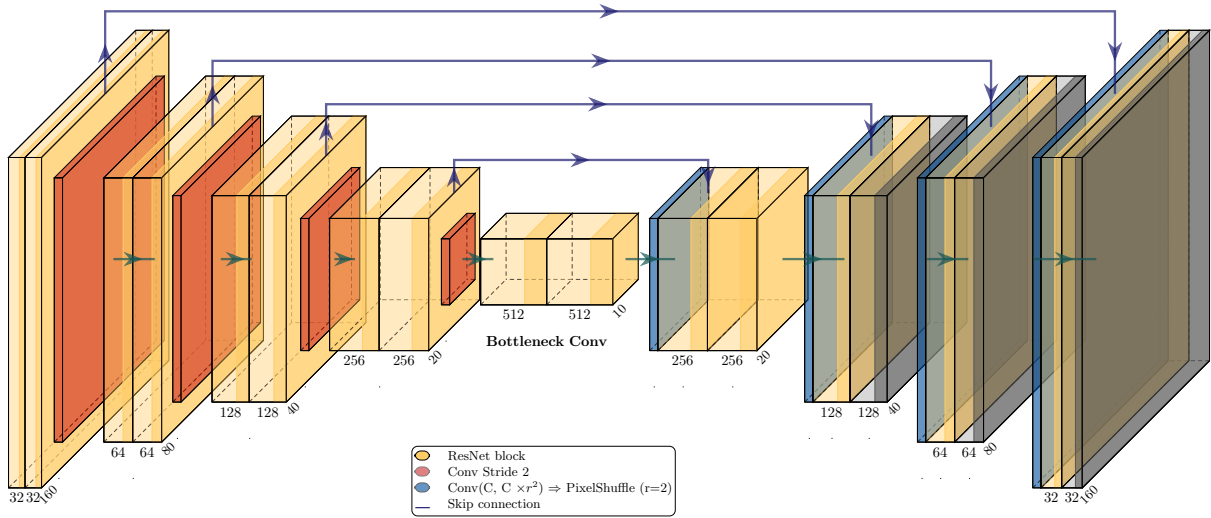 32 32 160
64 64 80
128 128 40
256 256 20
512 512 10
Bottleneck Conv
256 256 20
128 128 40
64 64 80
32 32 160
ResNet block
Conv Stride 2
Conv(C, C ×r²) ⇒ PixelShuffle (r=2)
Skip connection